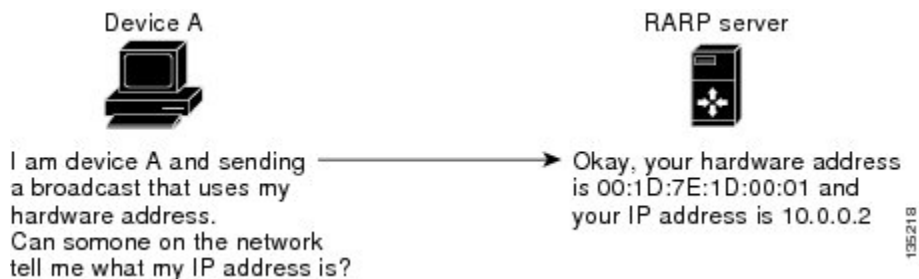 Device A
RARP server
I am device A and sending
a broadcast that uses my
hardware address.
Can somone on the network
tell me what my IP address is?
Okay, your hardware address
is 00:1D:7E:1D:00:01 and
your IP address is 10.0.0.2
135218